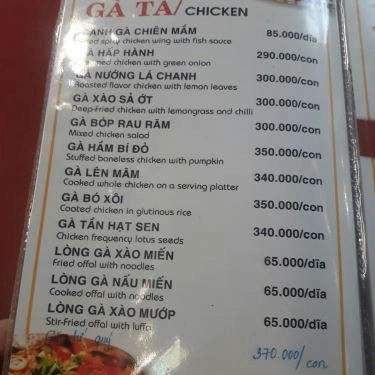 GÀ TA/ CHICKEN
CÁNH GÀ CHIÊN MẮM 85.000/dĩa
spicy chicken wing with fish sauce
GÀ HẤP HÀNH 290.000/con
chicken with green onion
GÀ NƯỚNG LÁ CHANH 300.000/con
Roasted flavor chicken with lemon leaves
GÀ XÀO SẢ ỚT 300.000/con
Deep-Fried chicken with lemongrass and chilli
GÀ BÓP RAU RĂM 300.000/con
Mixed chicken salad
GÀ HẦM BÍ ĐỎ 350.000/con
Stuffed boneless chicken with pumpkin
GÀ LÊN MÂM 340.000/con
Cooked whole chicken on a serving platter
GÀ BÓ XÔI 350.000/con
Coated chicken in glutinous rice
GÀ TẦN HẠT SEN 340.000/con
Chicken frequency lotus seeds
LÒNG GÀ XÀO MIẾN 65.000/dĩa
Fried offal with noodles
LÒNG GÀ NẤU MIẾN 65.000/dĩa
Cooked offal with noodles
LÒNG GÀ XÀO MƯỚP 65.000/dĩa
Stir-Fried offal with luffa
370.000/con